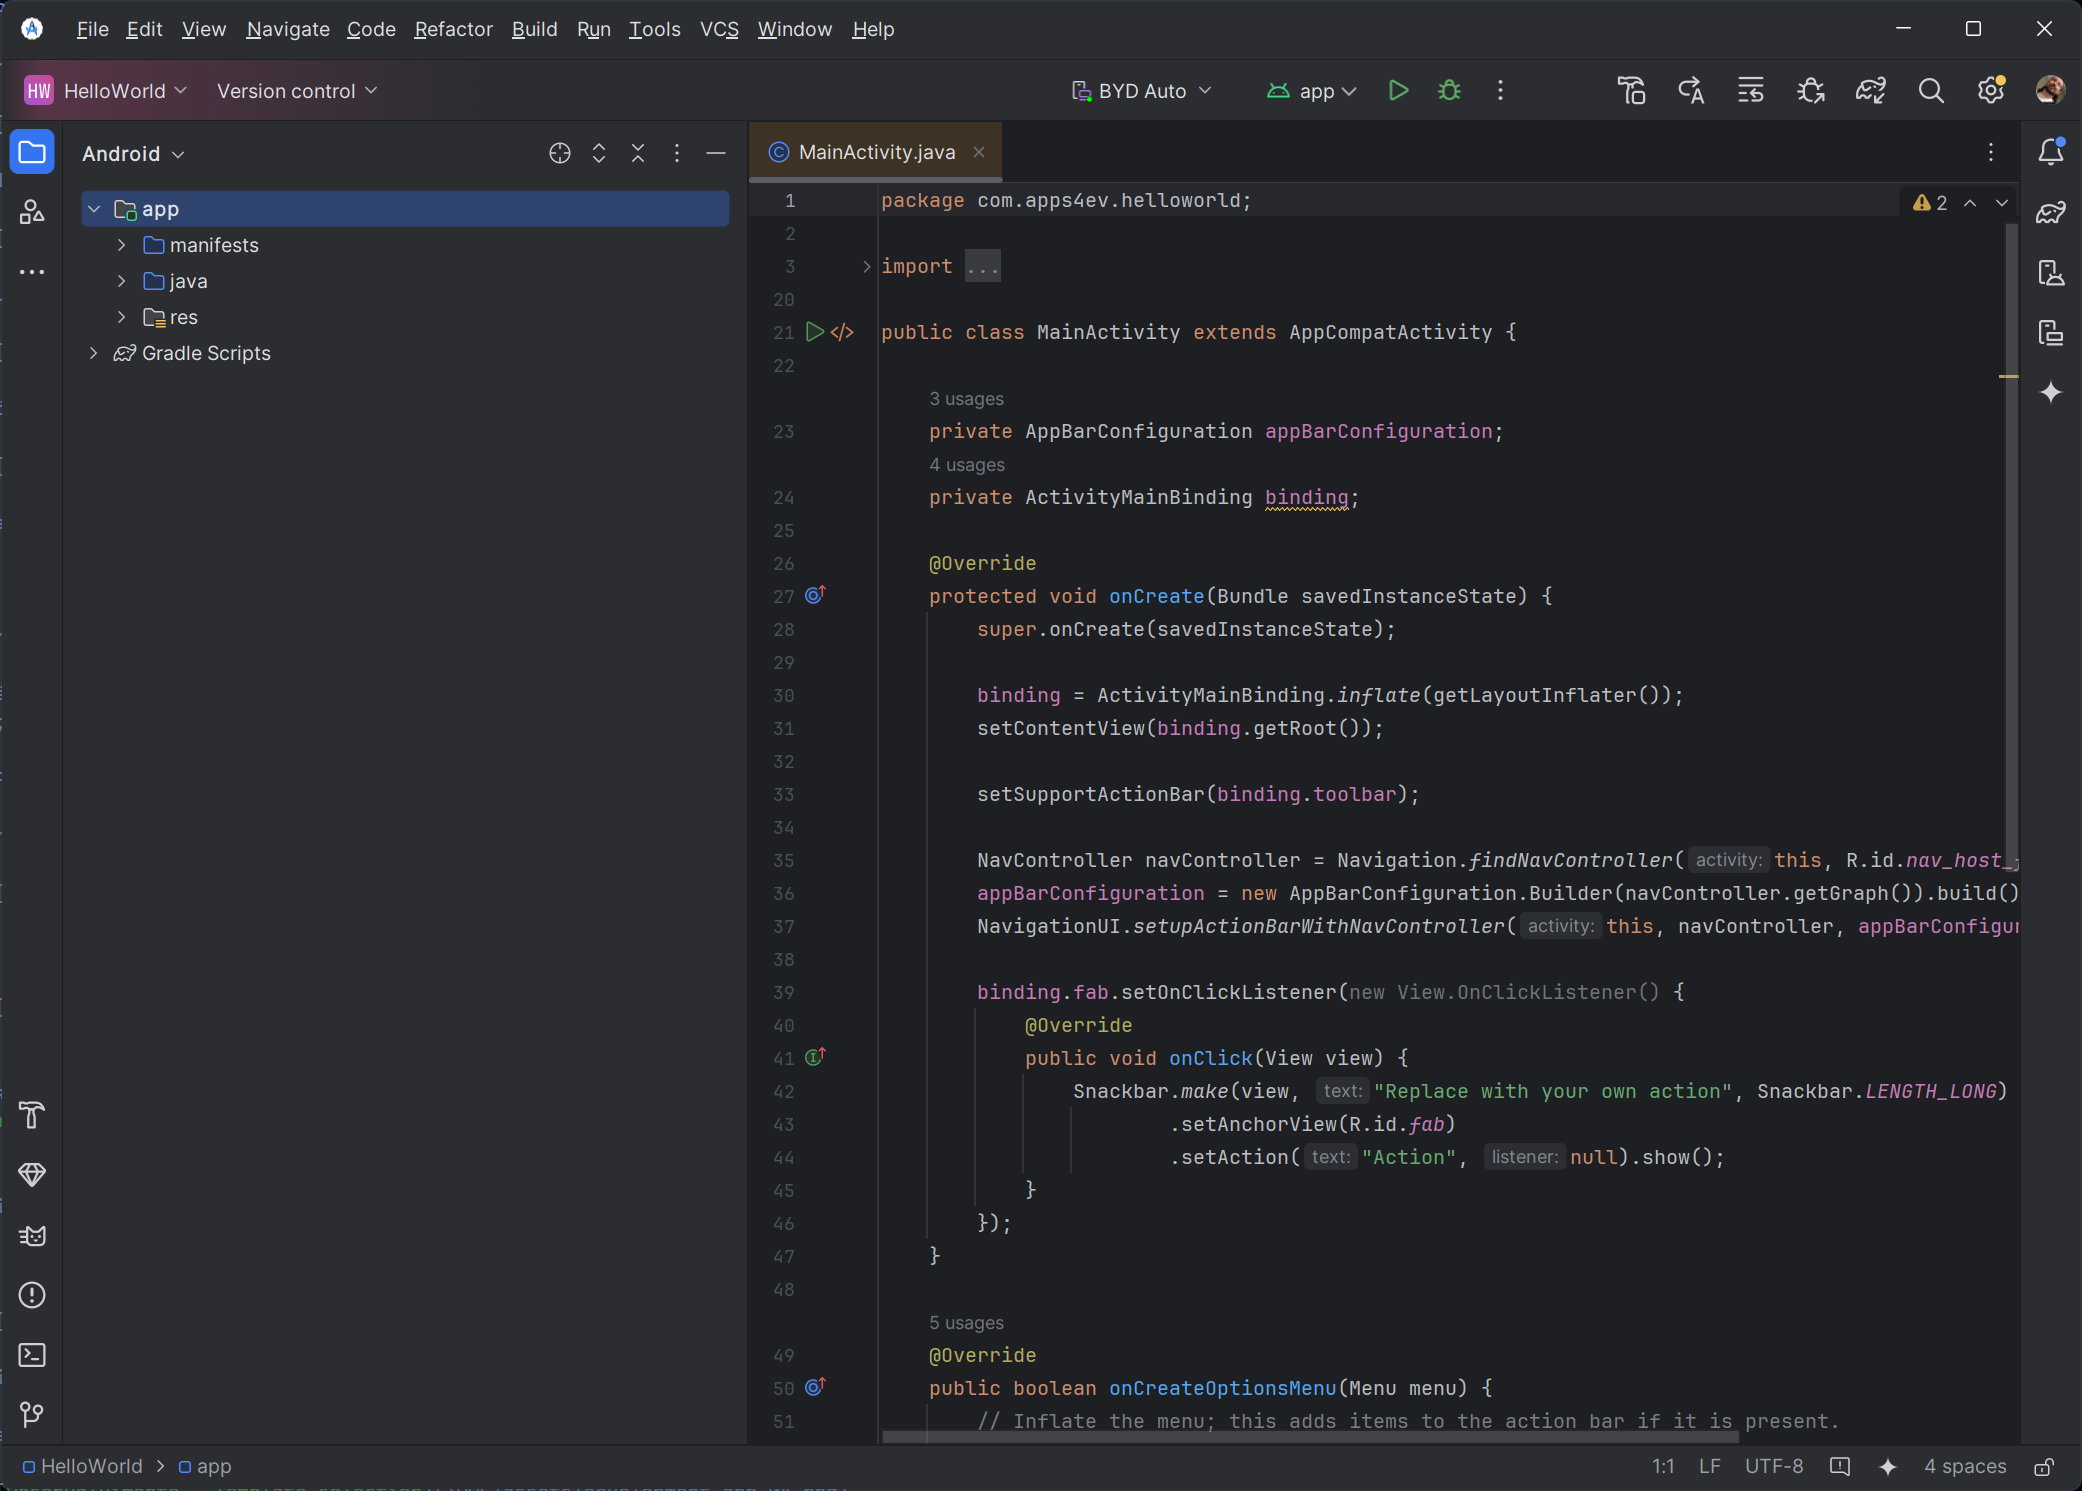 File Edit View Navigate Code Refactor Build Run Tools VCS Window Help
HW HelloWorld Version control BYD Auto app
Android
app
manifests
java
res
Gradle Scripts
MainActivity.java
2
1 package com.apps4ev.helloworld;
2
3 import ...
20
21 public class MainActivity extends AppCompatActivity {
22
3 usages
23 private AppBarConfiguration appBarConfiguration;
4 usages
24 private ActivityMainBinding binding;
25
26 @Override
27 protected void onCreate(Bundle savedInstanceState) {
28 super.onCreate(savedInstanceState);
29
30 binding = ActivityMainBinding.inflate(getLayoutInflater());
31 setContentView(binding.getRoot());
32
33 setSupportActionBar(binding.toolbar);
34
35 NavController navController = Navigation.findNavController( activity: this, R.id.nav_host_
36 appBarConfiguration = new AppBarConfiguration.Builder(navController.getGraph()).build()
37 NavigationUI.setupActionBarWithNavController( activity: this, navController, appBarConfigur
38
39 binding.fab.setOnClickListener(new View.OnClickListener() {
40 @Override
41 public void onClick(View view) {
42 Snackbar.make(view, text: "Replace with your own action", Snackbar.LENGTH_LONG)
43 .setAnchorView(R.id.fab)
44 .setAction( text: "Action", listener: null).show();
45 }
46 });
47 }
48
5 usages
49 @Override
50 public boolean onCreateOptionsMenu(Menu menu) {
51 // Inflate the menu; this adds items to the action bar if it is present.
HelloWorld > app
1:1 LF UTF-8 4 spaces